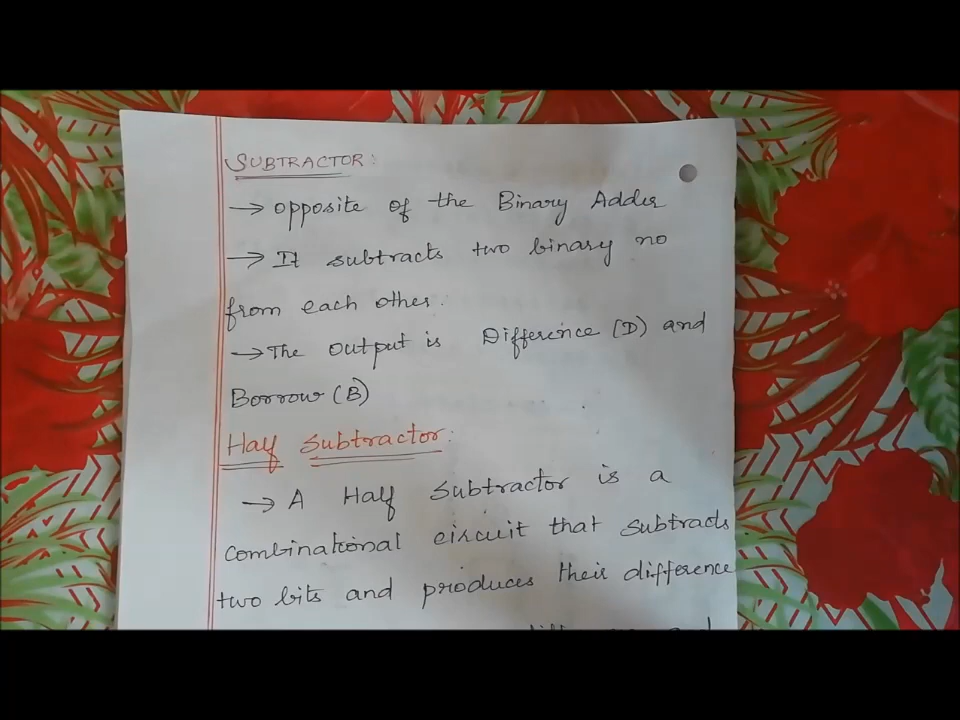 SUBTRACTOR:
→ opposite of the Binary Adder
→ It subtracts two binary no
from each other.
→ The output is Difference (D) and
Borrow (B)
Half Subtractor:
→ A Half Subtractor is a
combinational circuit that subtracts
two bits and produces their difference